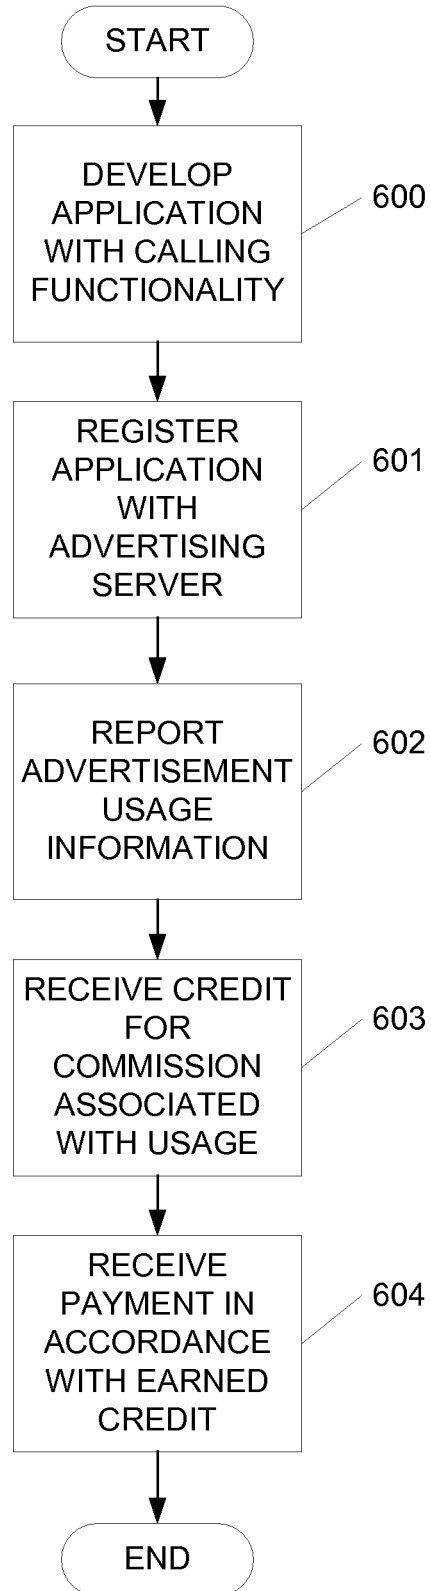 START
DEVELOP
APPLICATION
WITH CALLING
FUNCTIONALITY
600
REGISTER
APPLICATION
WITH
ADVERTISING
SERVER
601
REPORT
ADVERTISEMENT
USAGE
INFORMATION
602
RECEIVE CREDIT
FOR
COMMISSION
ASSOCIATED
WITH USAGE
603
RECEIVE
PAYMENT IN
ACCORDANCE
WITH EARNED
CREDIT
604
END